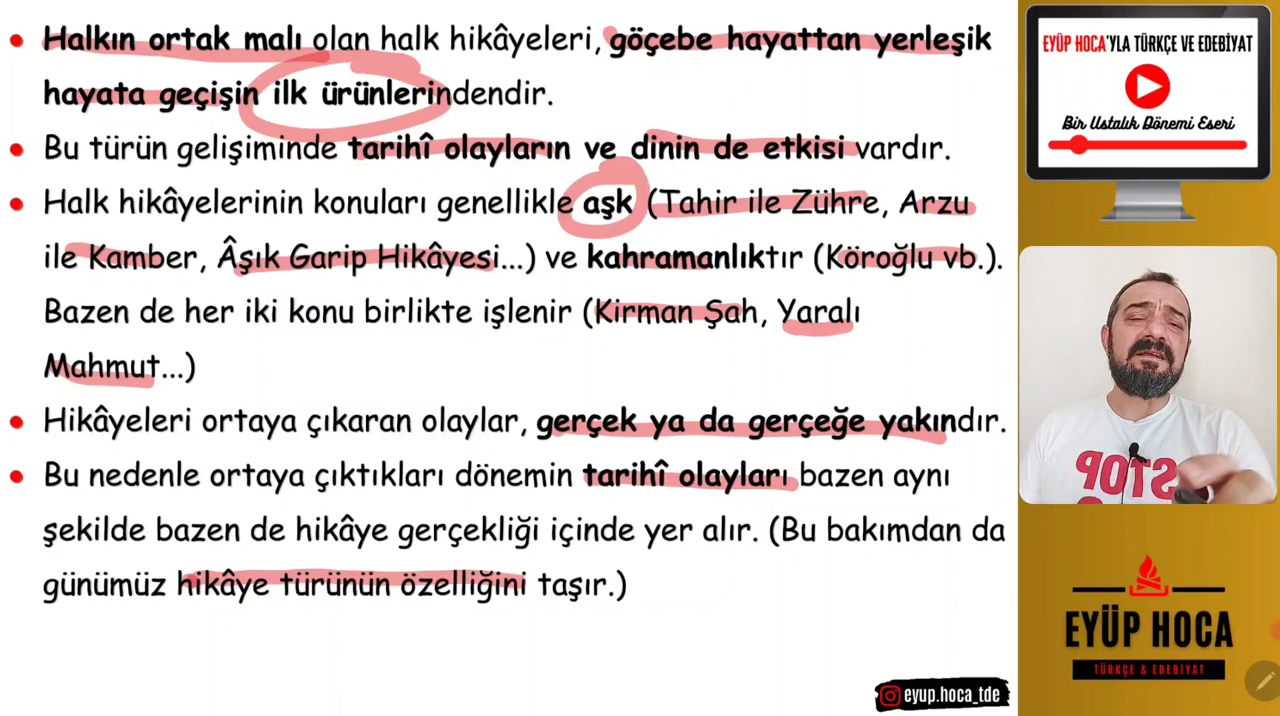 Halkın ortak malı olan halk hikâyeleri, göçebe hayattan yerleşik
hayata geçişin ilk ürünlerindendir.
Bu türün gelişiminde tarihî olayların ve dinin de etkisi vardır.
Halk hikâyelerinin konuları genellikle aşk (Tahir ile Zühre, Arzu
ile Kamber, Âşık Garip Hikâyesi...) ve kahramanlıktır (Köroğlu vb.).
Bazen de her iki konu birlikte işlenir (Kirman Şah, Yaralı
Mahmut...)
Hikâyeleri ortaya çıkaran olaylar, gerçek ya da gerçeğe yakındır.
Bu nedenle ortaya çıktıkları dönemin tarihî olayları bazen aynı
şekilde bazen de hikâye gerçekliği içinde yer alır. (Bu bakımdan da
günümüz hikâye türünün özelliğini taşır.)
EYÜP HOCA'YLA TÜRKÇE VE EDEBİYAT
Bir Ustalık Dönemi Eseri
STOP
EYÜP HOCA
TÜRKÇE & EDEBİYAT
eyup.hoca_tde